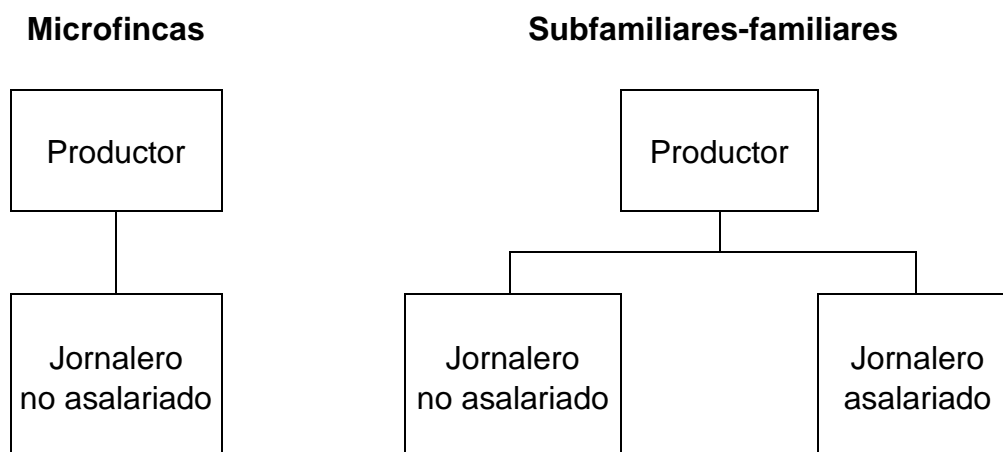 Microfincas
Subfamiliares-familiares
Productor
Productor
Jornalero
no asalariado
Jornalero
no asalariado
Jornalero
asalariado